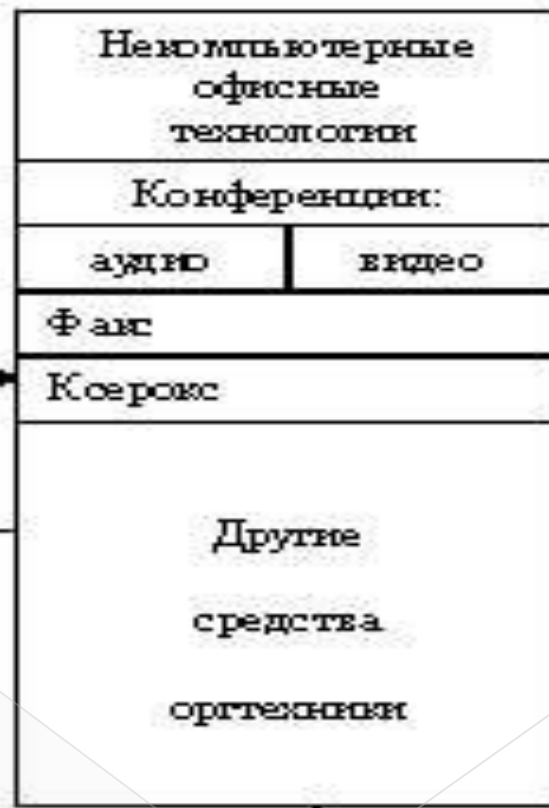 Некомпьютерные
офисные
технологии
Конференции:
аудио видео
Факс
Ксерокс
Другие
средства
оргтехники